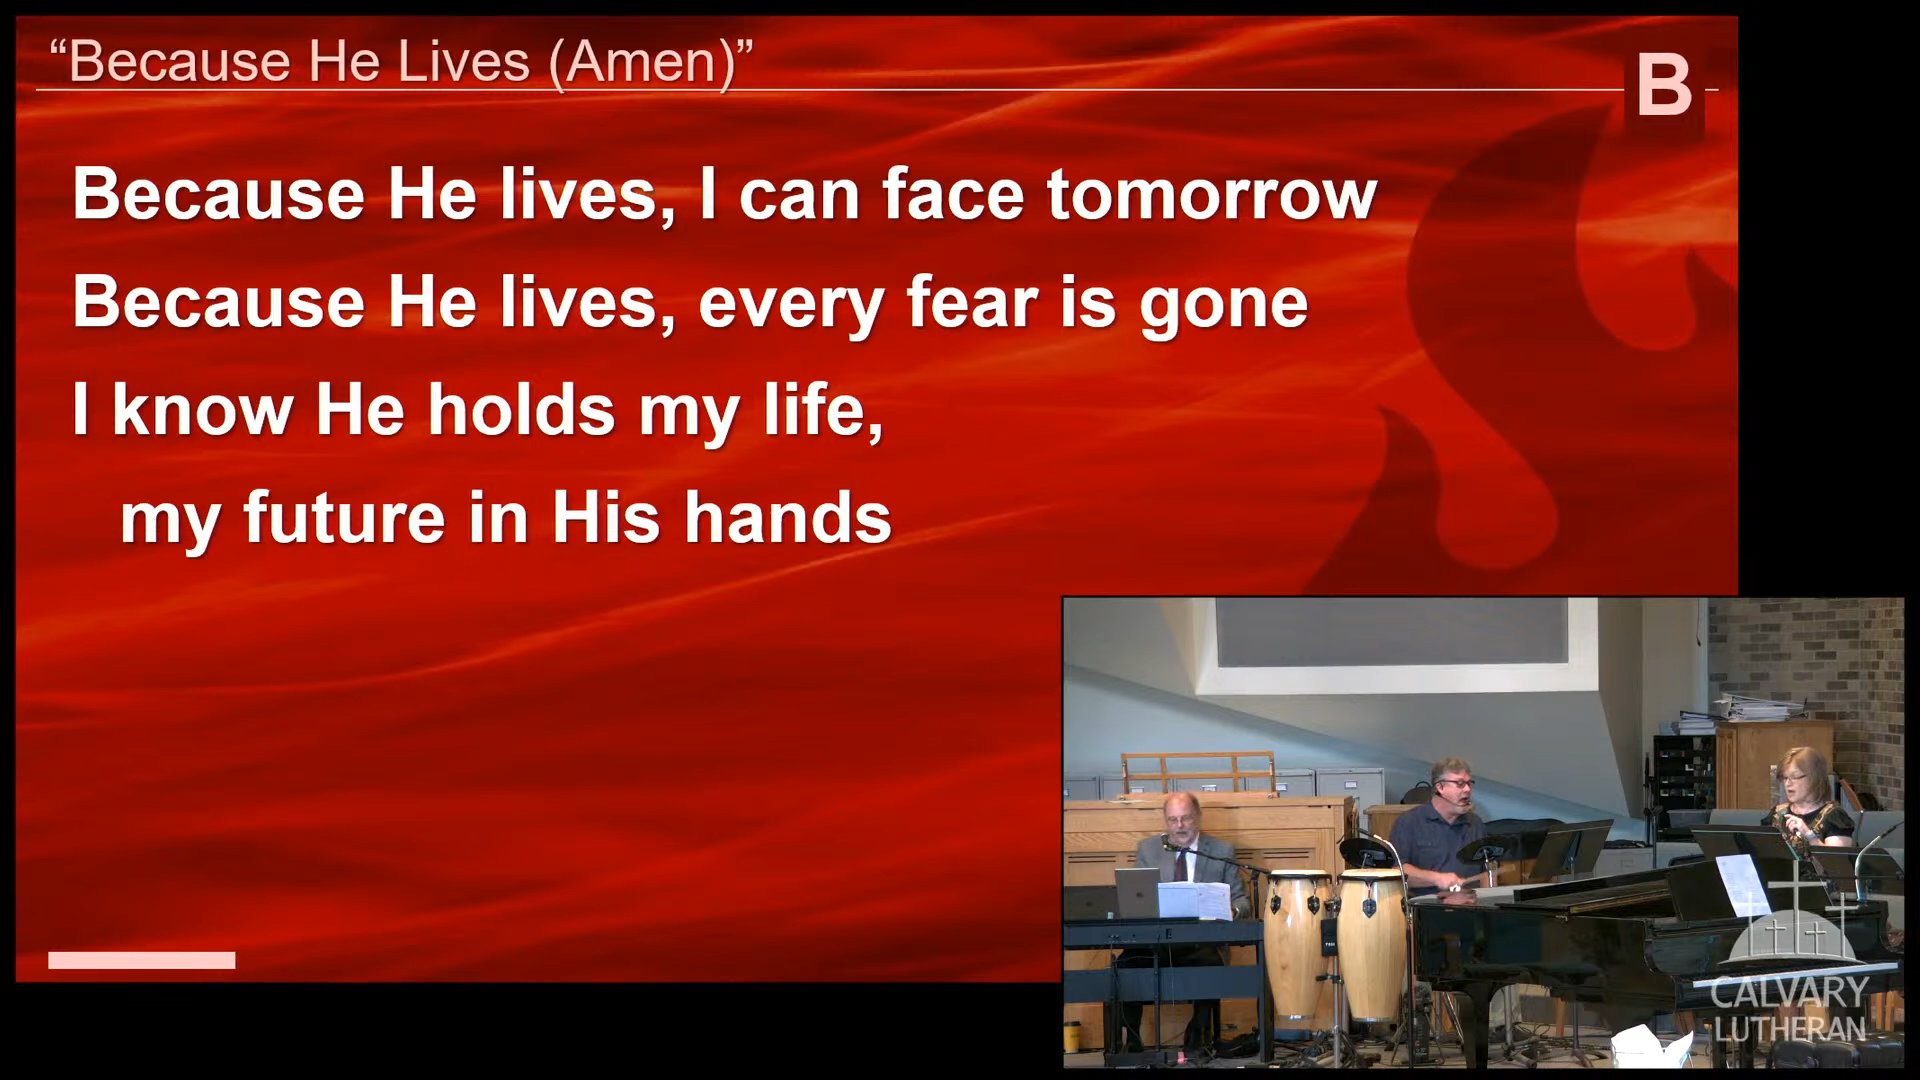 “Because He Lives (Amen)”
B
Because He lives, I can face tomorrow
Because He lives, every fear is gone
I know He holds my life,
my future in His hands
CALVARY
LUTHERAN